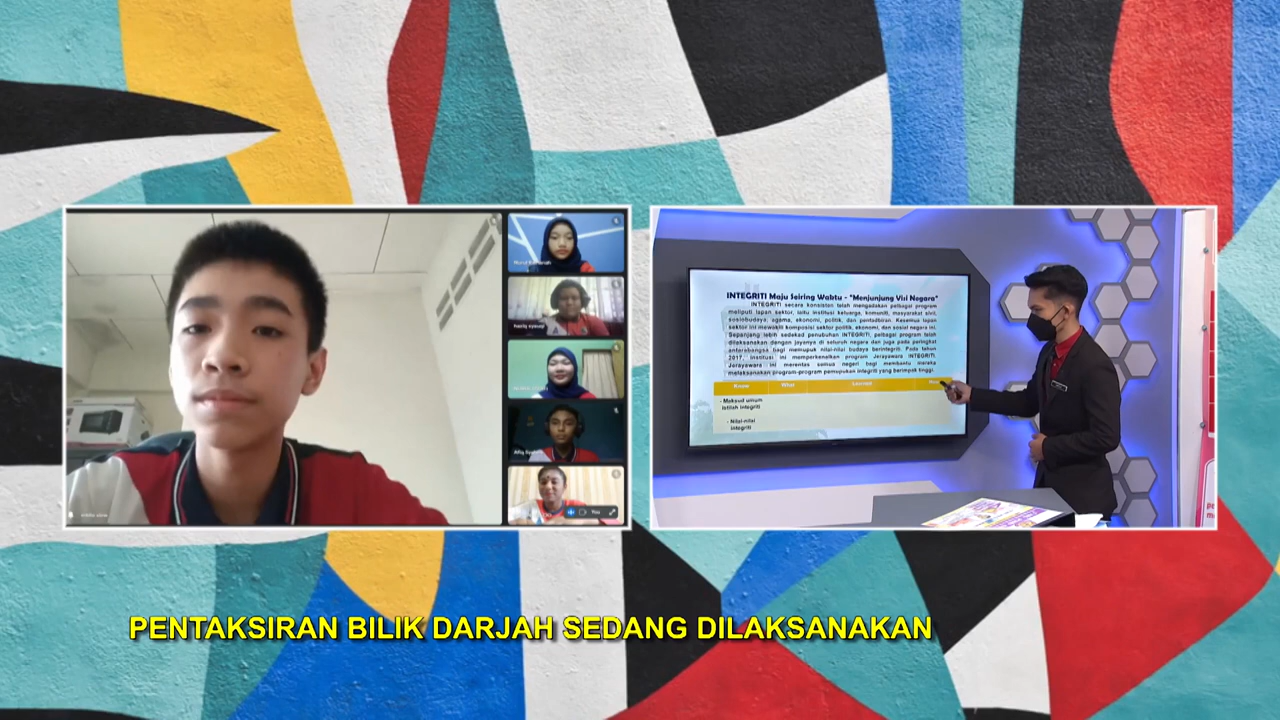 INTEGRITI Maju Seiring Waktu - "Menjunjung Visi Negara"
INTEGRITI secara konsisten telah mengadakan pelbagai program
meliputi lapan sektor, iaitu institusi keluarga, komuniti, masyarakat sivil,
sosiobudaya, agama, ekonomi, politik, dan pentadbiran. Kesemua lapan
sektor ini mewakili komposisi sektor politik, ekonomi, dan sosial negara ini.
Sepanjang lebih sedekad penubuhan INTEGRITI, pelbagai program telah
dilaksanakan dengan jayanya di seluruh negara dan juga pada peringkat
antarabangsa bagi memupuk nilai-nilai budaya berintegriti. Pada tahun
2017, institusi ini memperkenalkan program Jerayawara INTEGRITI.
Jerayawara ini merentas semua negeri bagi membantu mereka
melaksanakan program-program pemupukan integriti yang berimpak tinggi.
Know What Learned
- Maksud umum
istilah integriti
- Nilai-nilai
integriti
You
PENTAKSIRAN BILIK DARJAH SEDANG DILAKSANAKAN